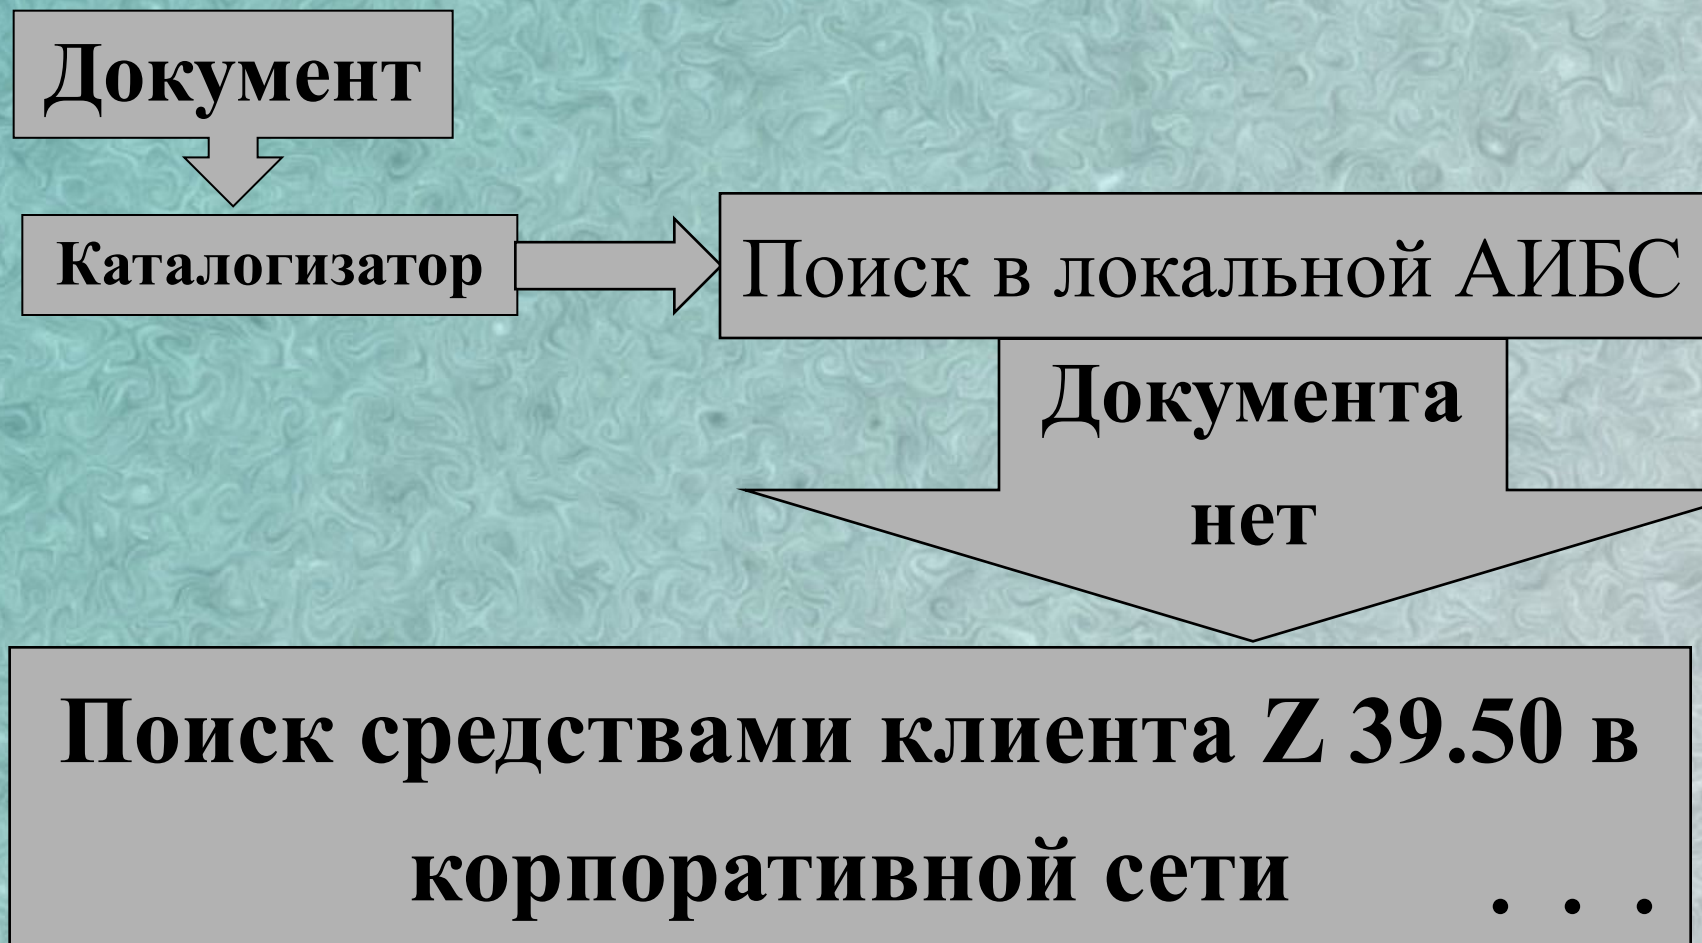 Документ
Каталогизатор
Поиск в локальной АИБС
Документа
нет
Поиск средствами клиента Z 39.50 в
корпоративной сети . . .